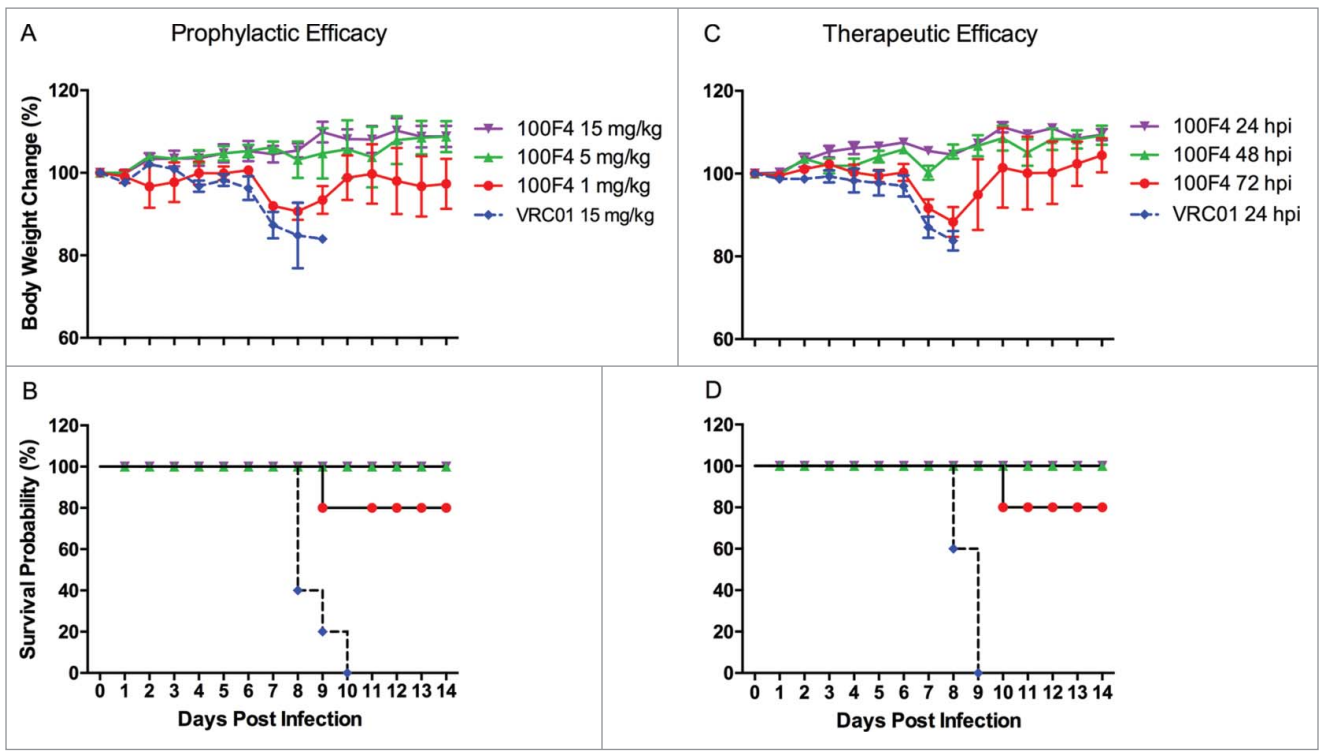 A
Prophylactic Efficacy
Body Weight Change (%)
120
100
80
60
100F4 15 mg/kg
100F4 5 mg/kg
100F4 1 mg/kg
VRC01 15 mg/kg
C
Therapeutic Efficacy
120
100
80
60
100F4 24 hpi
100F4 48 hpi
100F4 72 hpi
VRC01 24 hpi
B
Survival Probability (%)
120
100
80
60
40
20
0
0 1 2 3 4 5 6 7 8 9 10 11 12 13 14
Days Post Infection
D
120
100
80
60
40
20
0
0 1 2 3 4 5 6 7 8 9 10 11 12 13 14
Days Post Infection